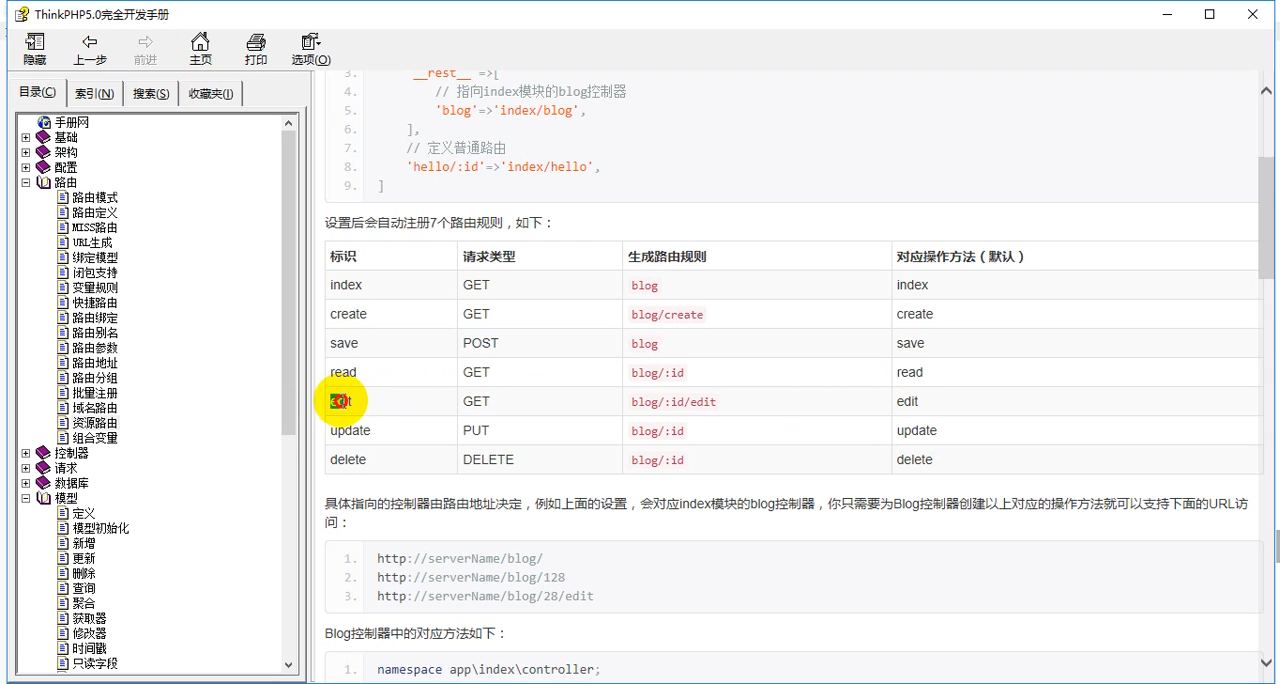 ThinkPHP5.0完全开发手册
隐藏 上一步 前进 主页 打印 选项(O)
目录(C) 索引(N) 搜索(S) 收藏夹(I)
手册网
基础
架构
配置
路由
路由模式
路由定义
MISS路由
URL生成
绑定模型
闭包支持
变量规则
快捷路由
路由绑定
路由别名
路由参数
路由地址
路由分组
批量注册
域名路由
资源路由
组合变量
控制器
请求
数据库
模型
定义
模型初始化
新增
更新
删除
查询
聚合
获取器
修改器
时间戳
只读字段
3. '__rest__'=>[
4. // 指向index模块的blog控制器
5. 'blog'=>'index/blog',
6. ],
7. // 定义普通路由
8. 'hello/:id'=>'index/hello',
9. ]
设置后会自动注册7个路由规则，如下：
标识 请求类型 生成路由规则 对应操作方法（默认）
index GET blog index
create GET blog/create create
save POST blog save
read GET blog/:id read
edit GET blog/:id/edit edit
update PUT blog/:id update
delete DELETE blog/:id delete
具体指向的控制器由路由地址决定，例如上面的设置，会对应index模块的blog控制器，你只需要为Blog控制器创建以上对应的操作方法就可以支持下面的URL访
问：
1. http://serverName/blog/
2. http://serverName/blog/128
3. http://serverName/blog/28/edit
Blog控制器中的对应方法如下：
1. namespace app\index\controller;